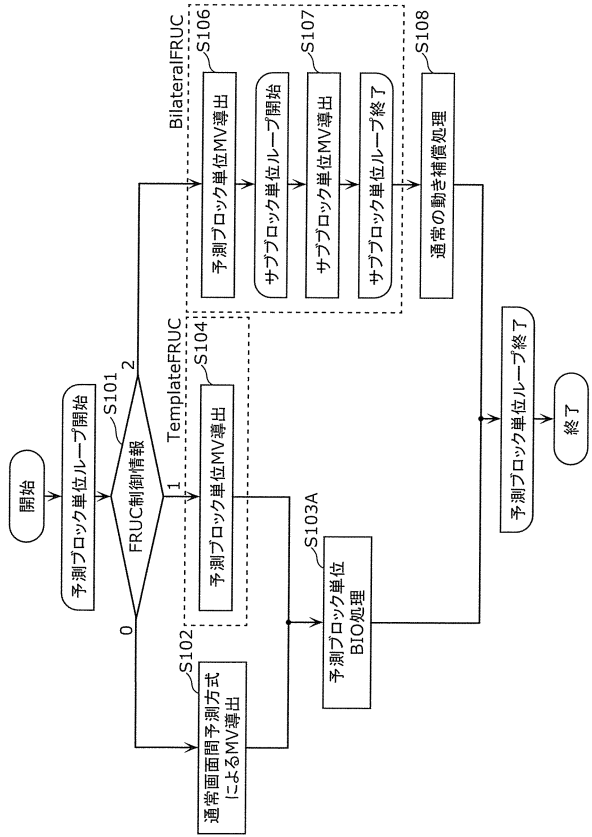 開始
予測ブロック単位ループ開始
S101
FRUC制御情報
0
1
2
S102
通常画面間予測方式
によるMV導出
TemplateFRUC
S104
予測ブロック単位MV導出
BilateralFRUC
S106
予測ブロック単位MV導出
サブブロック単位ループ開始
S107
サブブロック単位MV導出
サブブロック単位ループ終了
S103A
予測ブロック単位
BIO処理
S108
通常の動き補償処理
予測ブロック単位ループ終了
終了